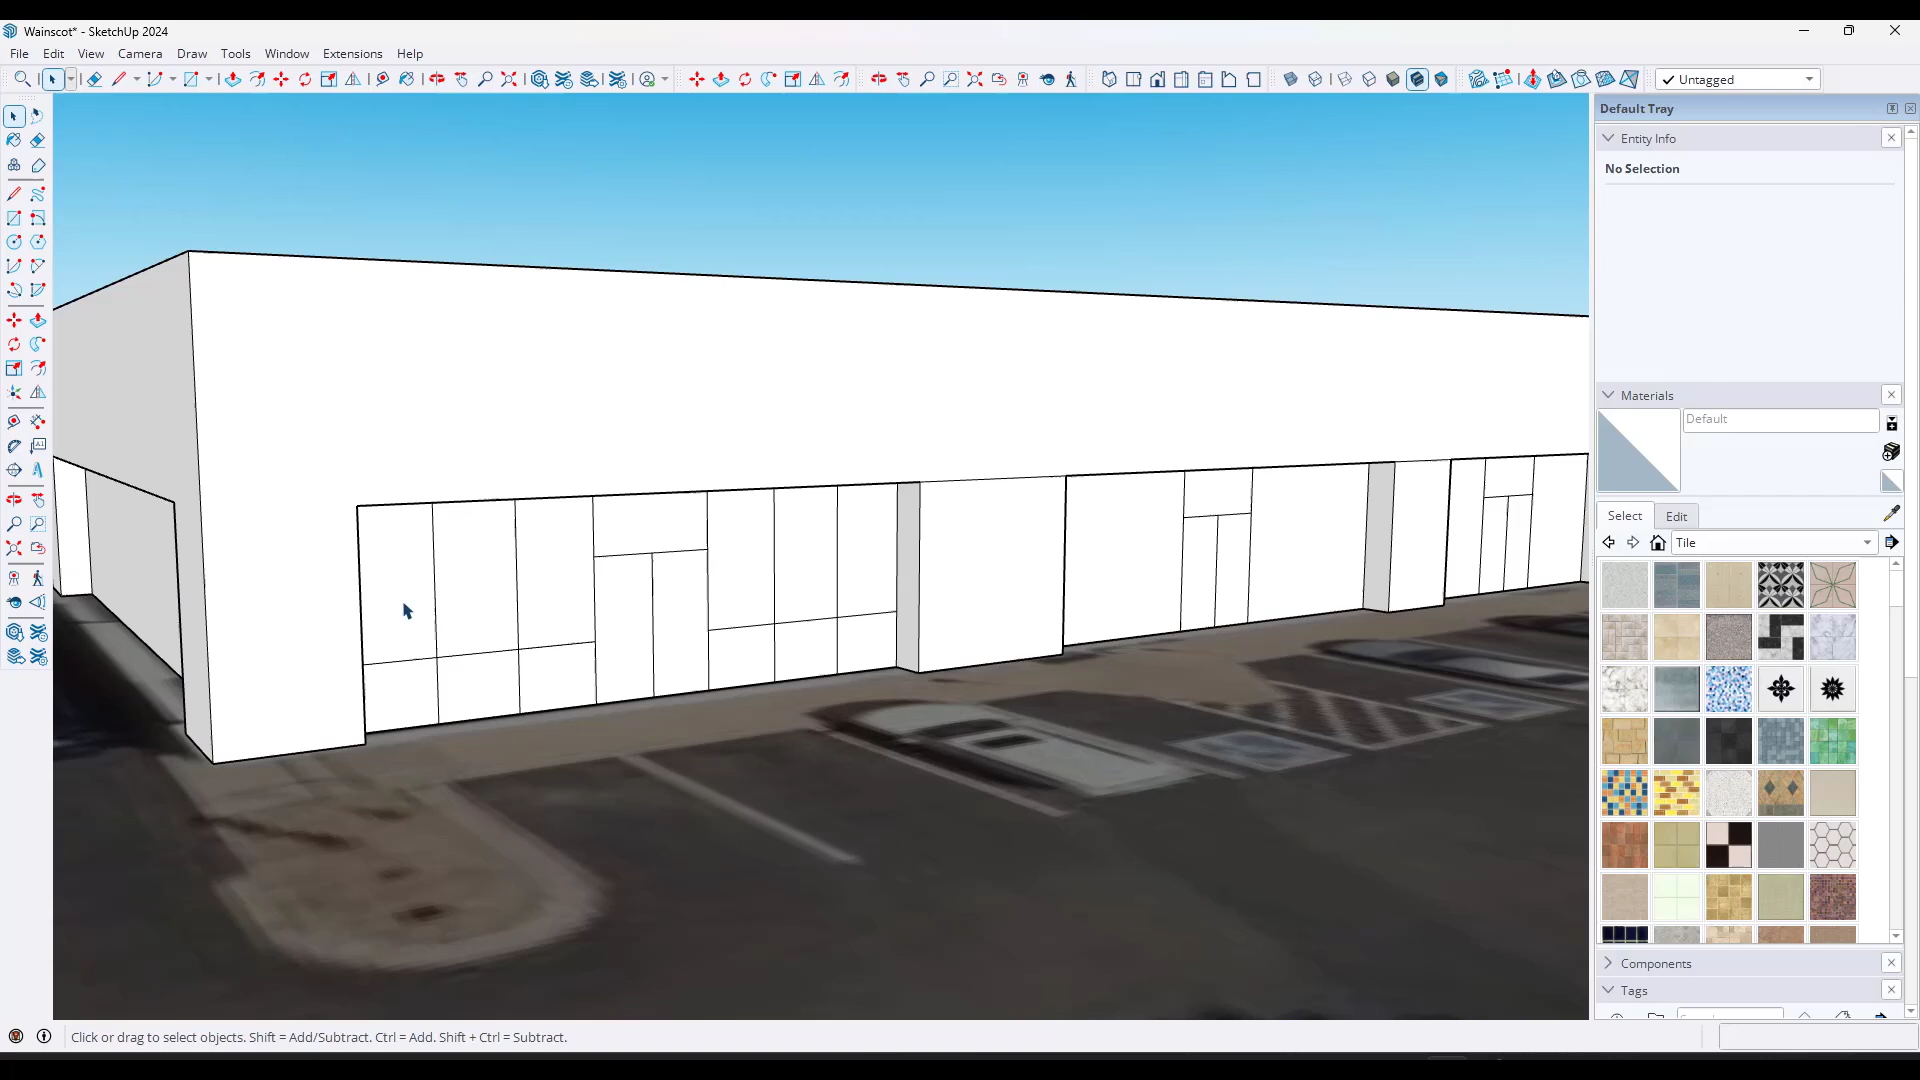 Wainscot* - SketchUp 2024
File Edit View Camera Draw Tools Window Extensions Help
Untagged
Default Tray
Entity Info
No Selection
Materials
Default
Select Edit
Tile
Components
Tags
Click or drag to select objects. Shift = Add/Subtract. Ctrl = Add. Shift + Ctrl = Subtract.